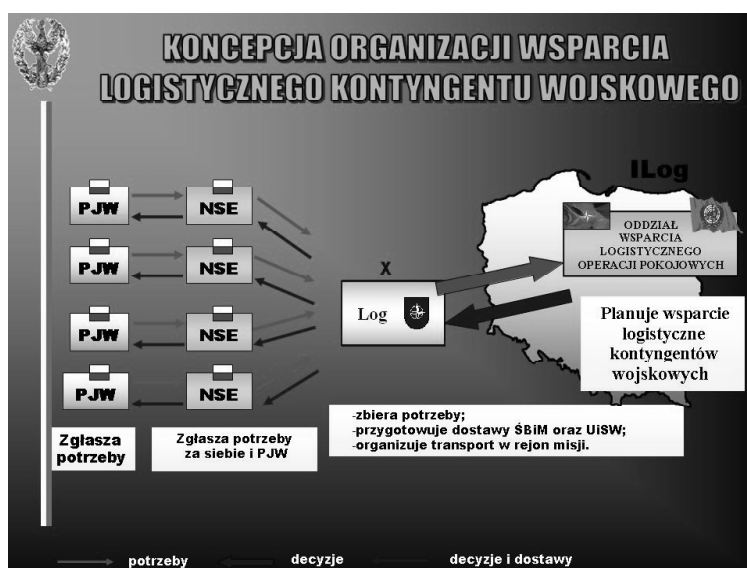 KONCEPCJA ORGANIZACJI WSPARCIA
LOGISTYCZNEGO KONTYNGENTU WOJSKOWEGO
ILog
PJW
NSE
ODDZIAŁ
WSPARCIA
LOGISTYCZNEGO
OPERACJI POKOJOWYCH
PJW
NSE
X
Log
Planuje wsparcie
logistyczne
kontyngentów
wojskowych
PJW
NSE
PJW
NSE
-zbiera potrzeby;
-przygotowuje dostawy ŚBiM oraz UiSW;
-organizuje transport w rejon misji.
Zgłasza
potrzeby
Zgłasza potrzeby
za siebie i PJW
potrzeby
decyzje
decyzje i dostawy